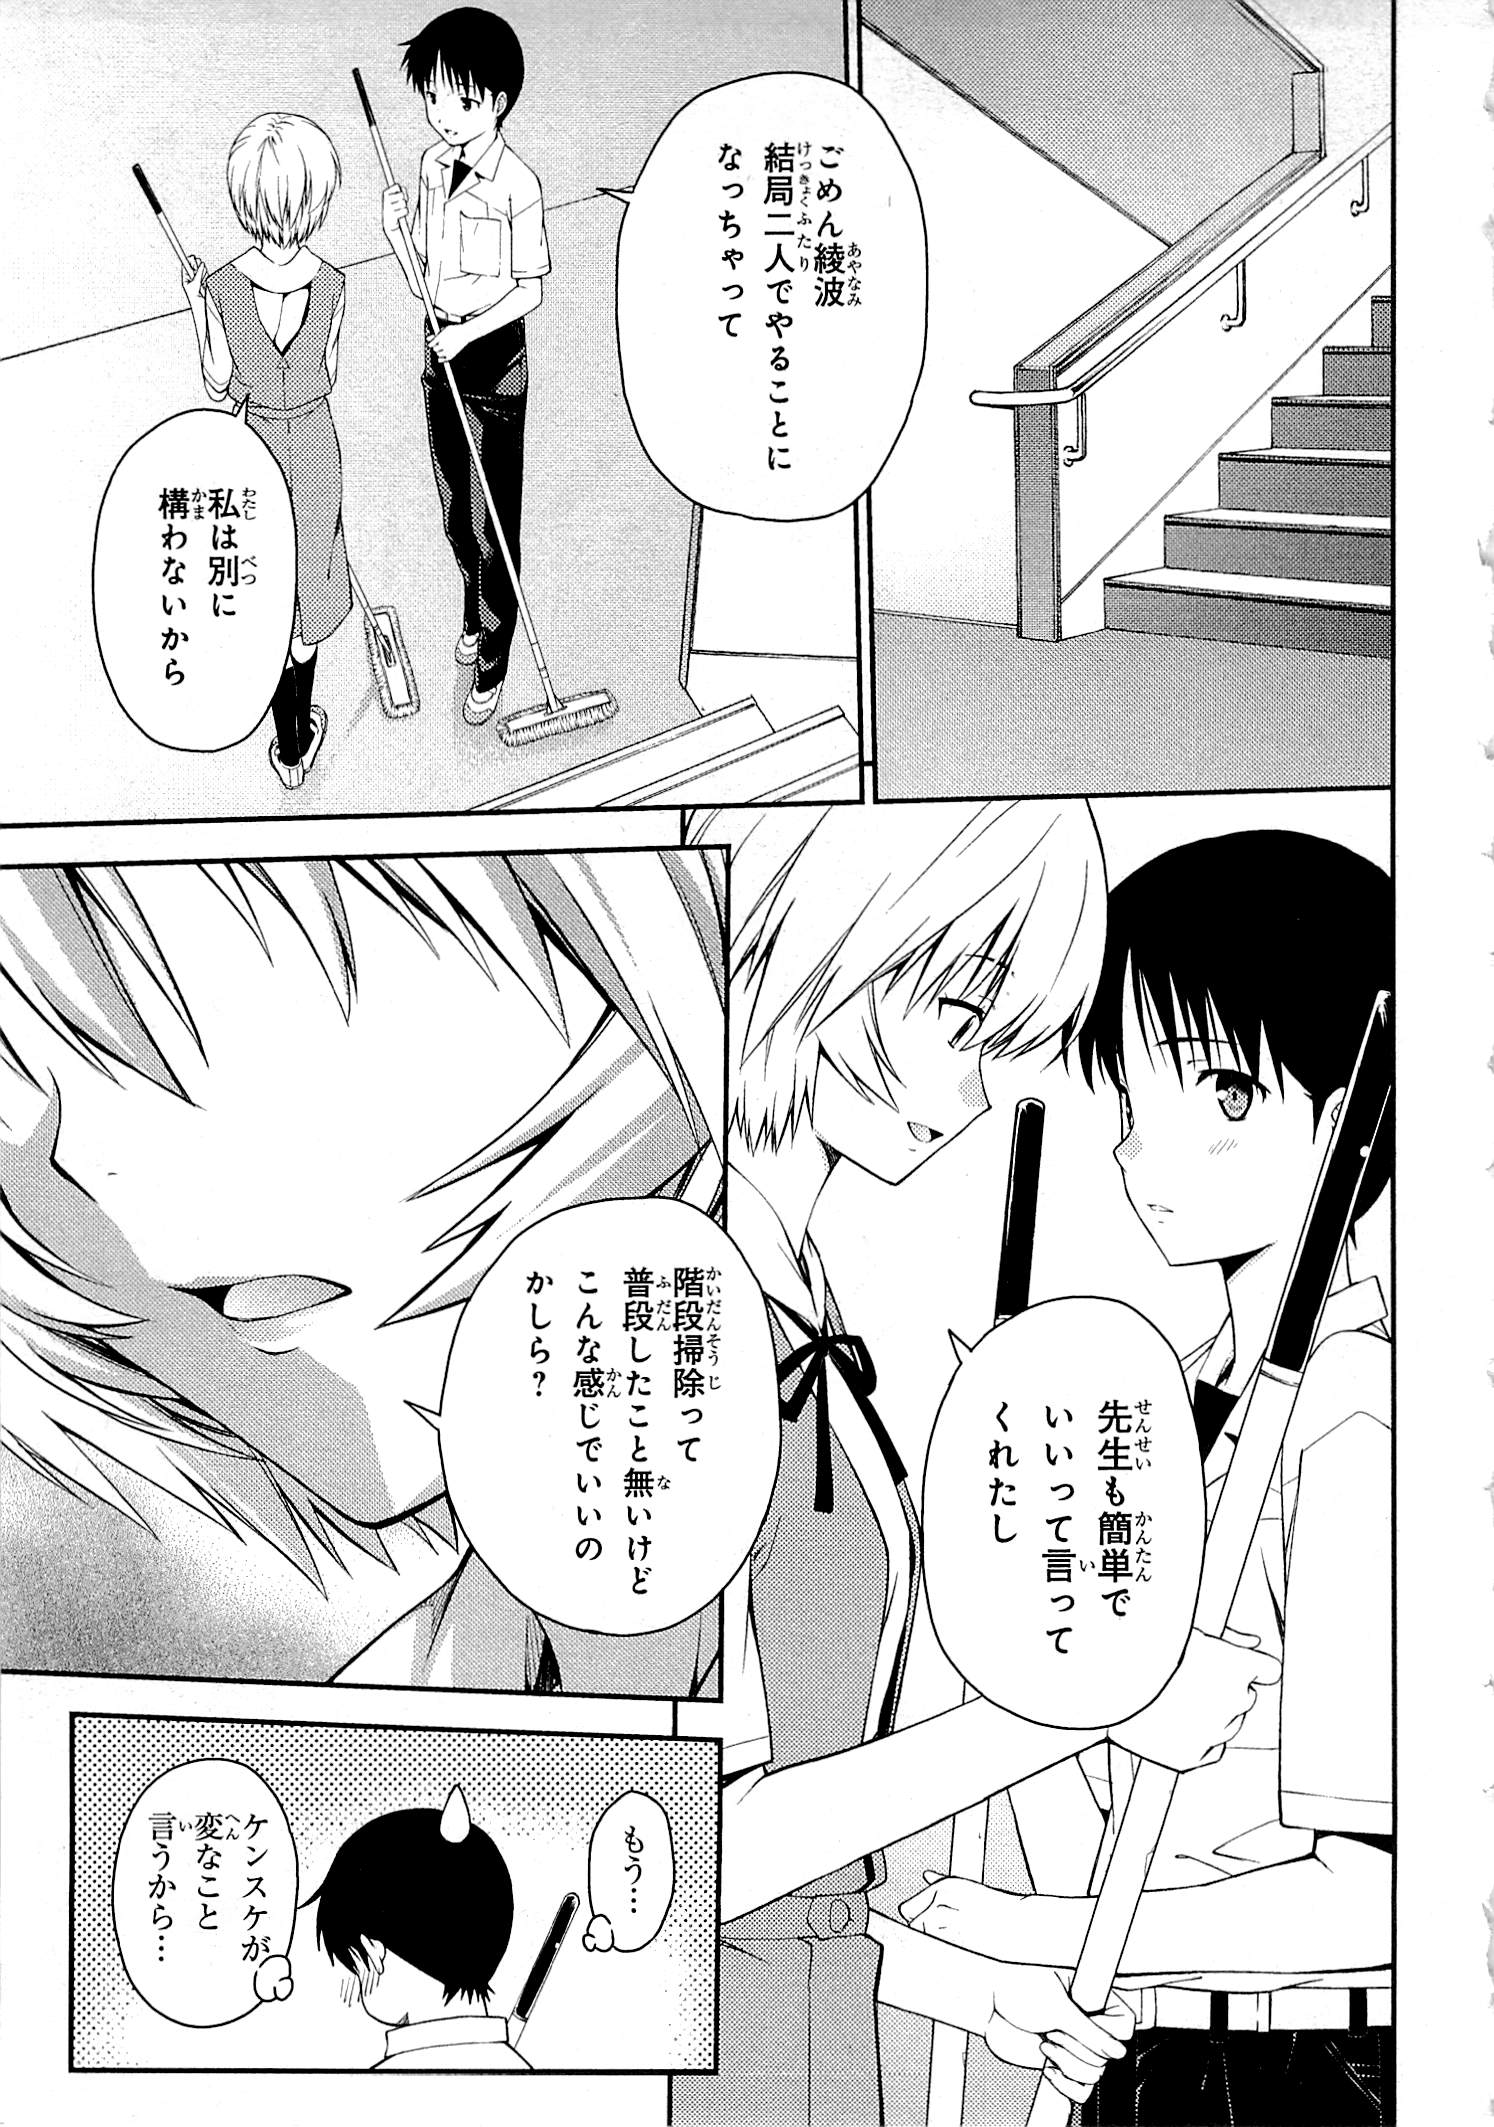 ごめん綾波
結局二人でやることに
なっちゃって
私は別に
構わないから
先生も簡単で
いいって言って
くれたし
階段掃除って
普段したこと無いけど
こんな感じでいいの
かしら?
もう…
ケンスケが
変なこと
言うから…